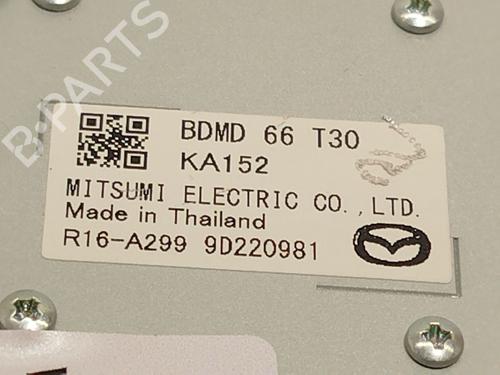 B-PARTS
BDMD 66 T30
KA152
MITSUMI ELECTRIC CO.,LTD.
Made in Thailand
R16-A299 9D220981